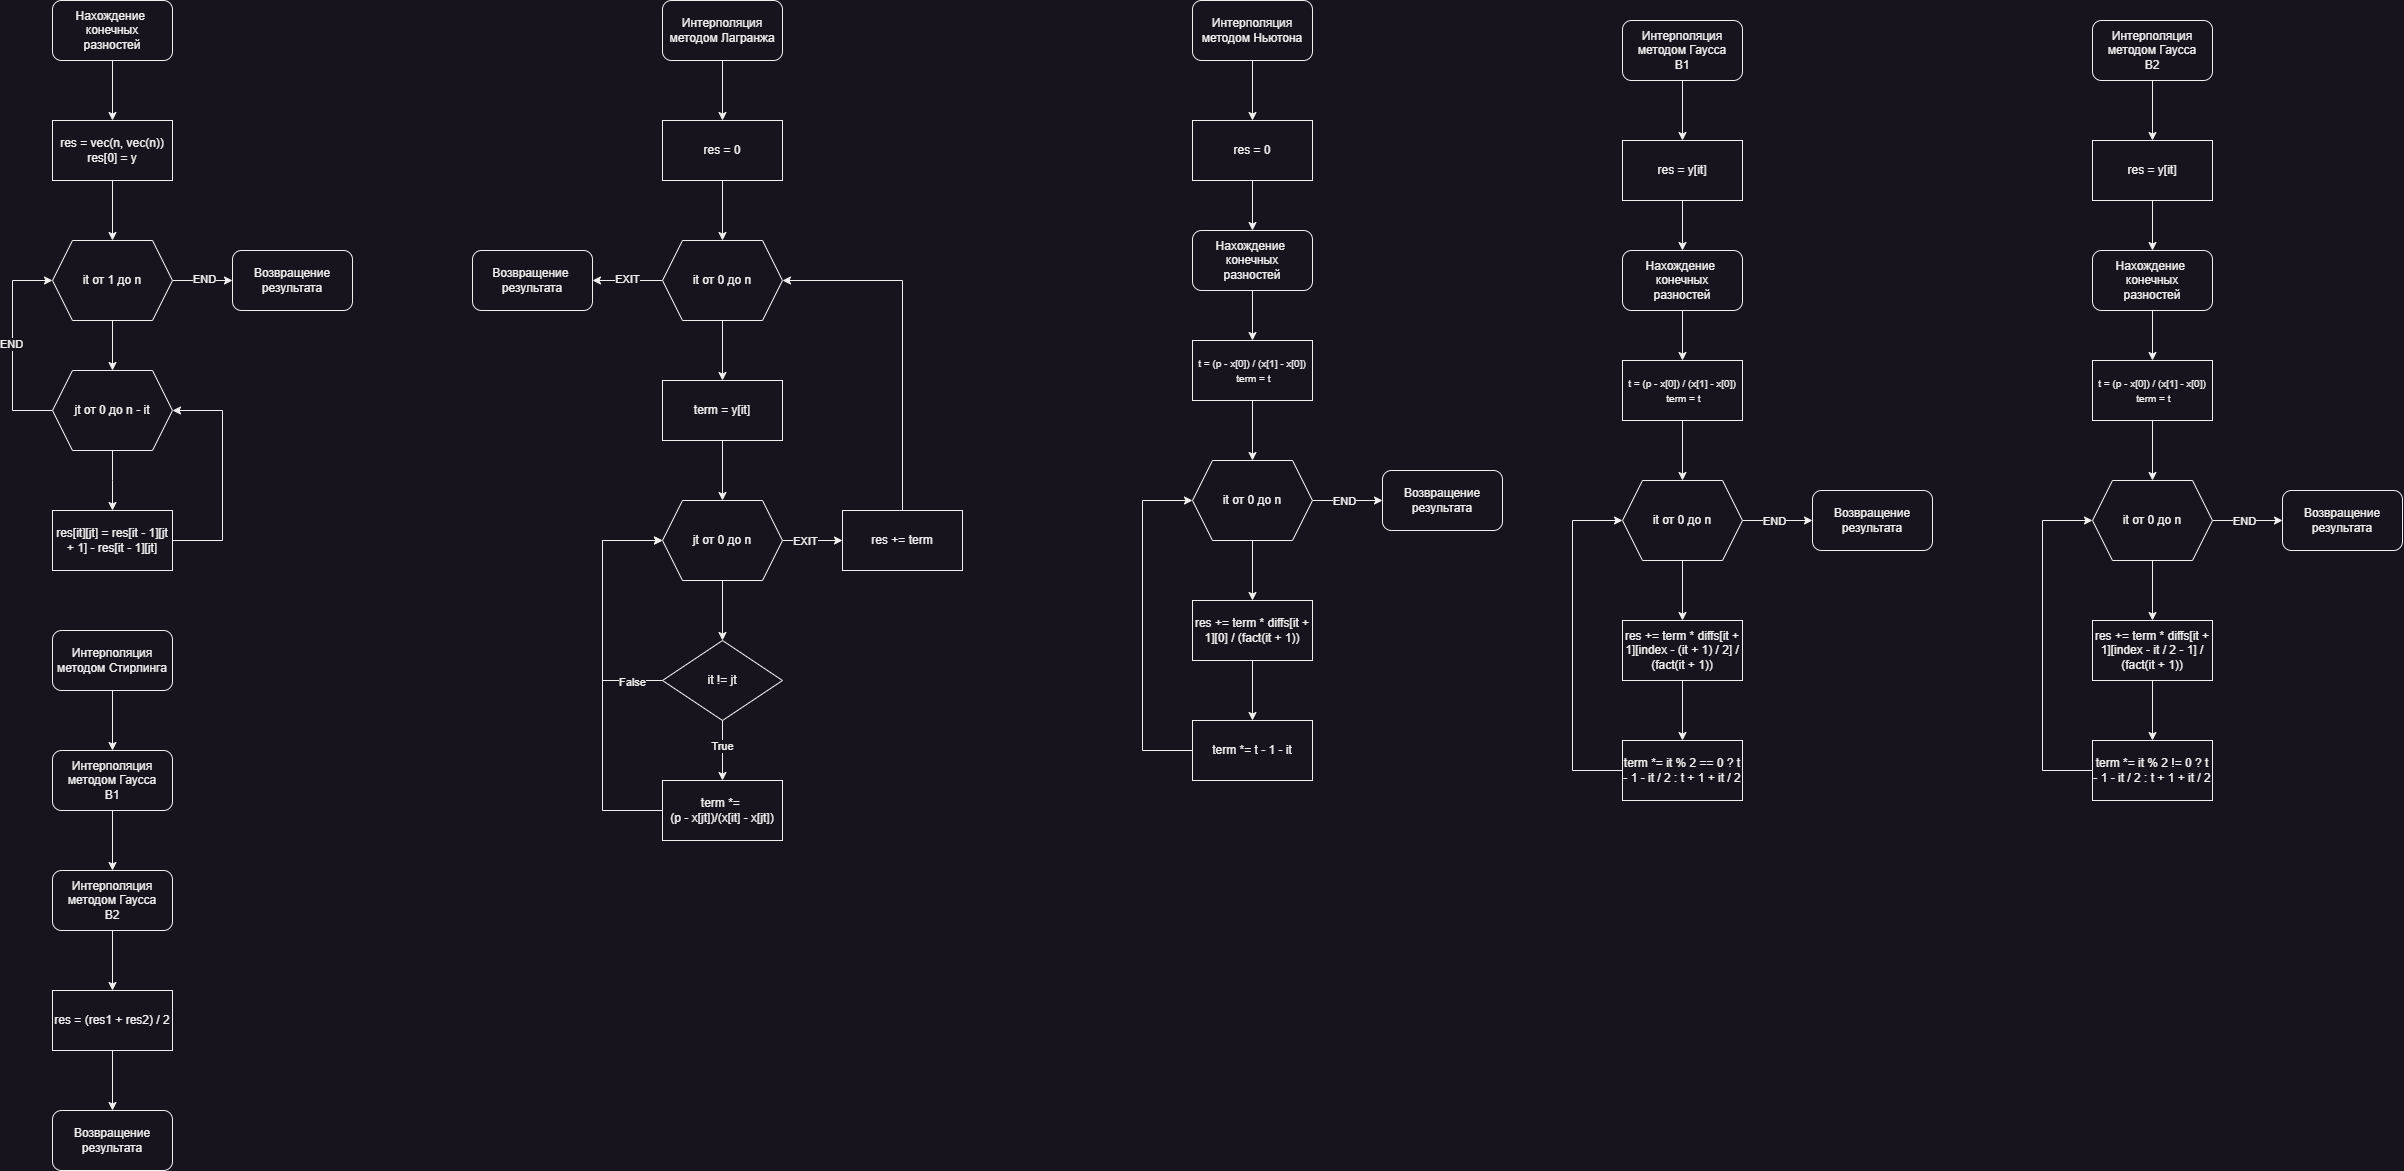 Нахождение
конечных
разностей
res = vec(n, vec(n))
res[0] = y
it от 1 до n
END
Возвращение
результата
END
jt от 0 до n - it
res[it][jt] = res[it - 1][jt
+ 1] - res[it - 1][jt]
Интерполяция
методом Стирлинга
Интерполяция
методом Гаусса
В1
Интерполяция
методом Гаусса
В2
res = (res1 + res2) / 2
Возвращение
результата
Интерполяция
методом Лагранжа
res = 0
Возвращение
результата
EXIT
it от 0 до n
term = y[it]
jt от 0 до n
EXIT
res += term
False
it != jt
True
term *=
(p - x[jt])/(x[it] - x[jt])
Интерполяция
методом Ньютона
res = 0
Нахождение
конечных
разностей
t = (p - x[0]) / (x[1] - x[0])
term = t
it от 0 до n
END
Возвращение
результата
res += term * diffs[it +
1][0] / (fact(it + 1))
term *= t - 1 - it
Интерполяция
методом Гаусса
В1
res = y[it]
Нахождение
конечных
разностей
t = (p - x[0]) / (x[1] - x[0])
term = t
it от 0 до n
END
Возвращение
результата
res += term * diffs[it +
1][index - (it + 1) / 2] /
(fact(it + 1))
term *= it % 2 == 0 ? t
- 1 - it / 2 : t + 1 + it / 2
Интерполяция
методом Гаусса
В2
res = y[it]
Нахождение
конечных
разностей
t = (p - x[0]) / (x[1] - x[0])
term = t
it от 0 до n
END
Возвращение
результата
res += term * diffs[it +
1][index - it / 2 - 1] /
(fact(it + 1))
term *= it % 2 != 0 ? t
- 1 - it / 2 : t + 1 + it / 2